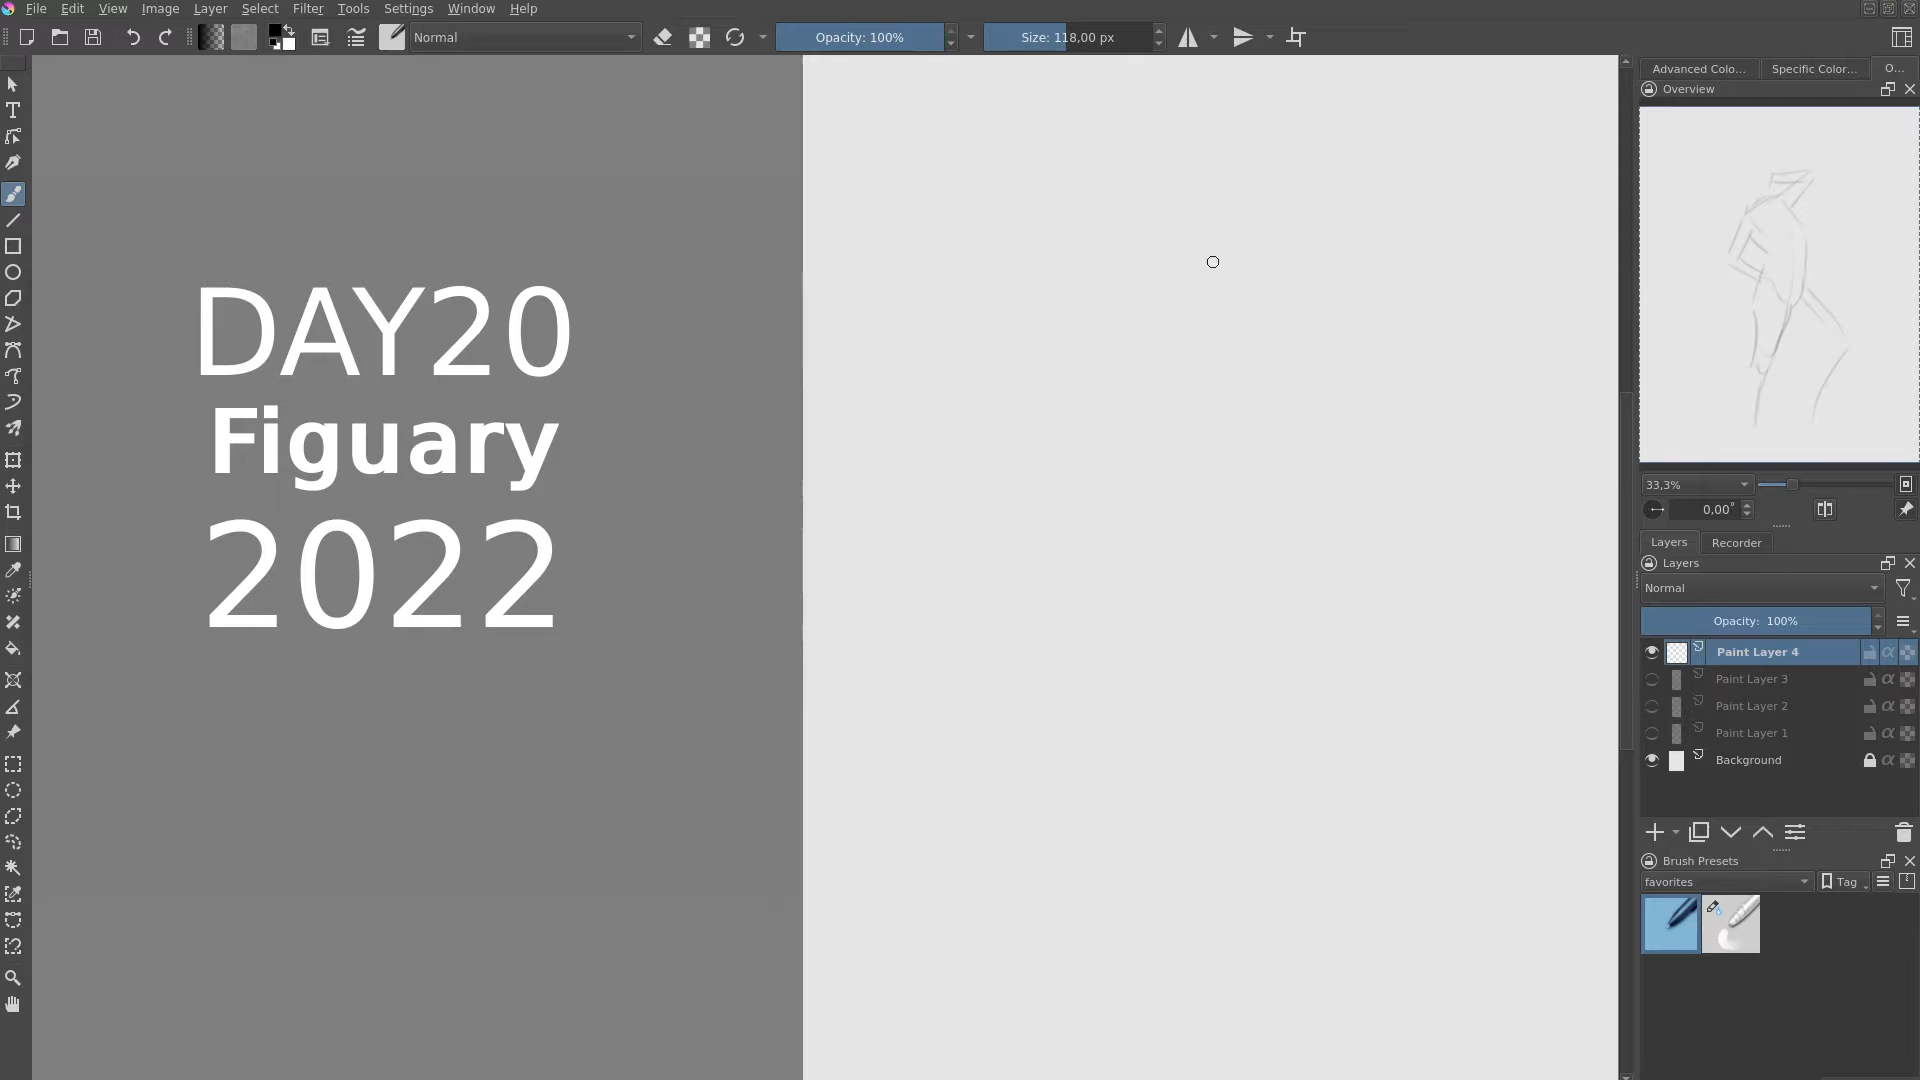 File Edit View Image Layer Select Filter Tools Settings Window Help
Normal
Opacity: 100%
Size: 118,00 px
Advanced Colo... Specific Color... O...
Overview
DAY20
Figuary
2022
33,3%
0,00°
Layers Recorder
Layers
Normal
Opacity: 100%
Paint Layer 4
Paint Layer 3
Paint Layer 2
Paint Layer 1
Background
Brush Presets
favorites Tag